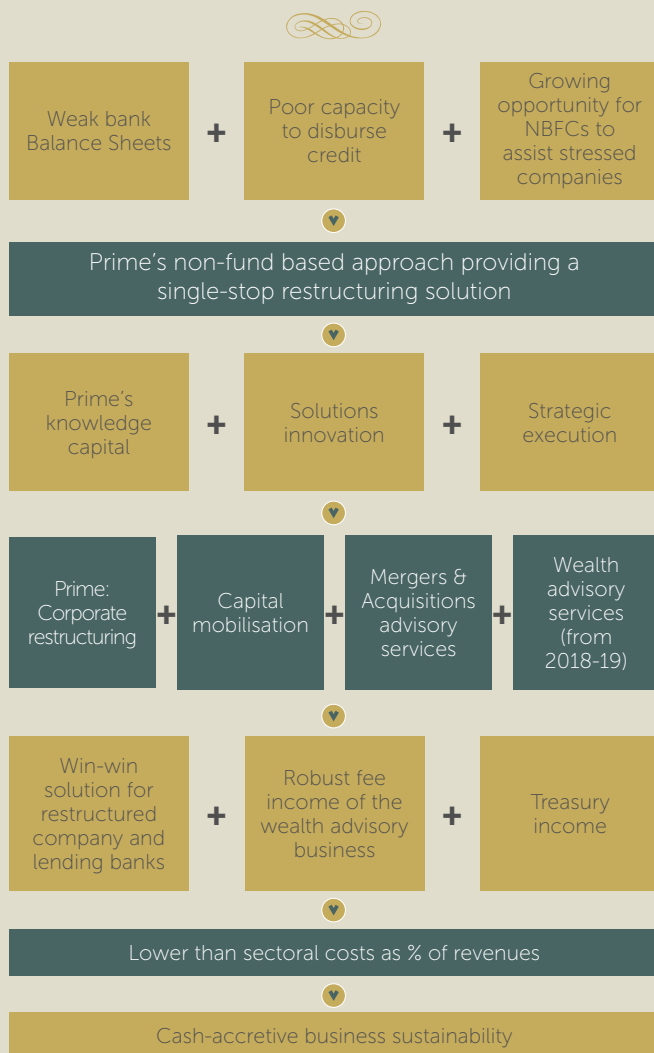 Weak bank
Balance Sheets
+
Poor capacity
to disburse
credit
+
Growing
opportunity for
NBFCs to
assist stressed
companies
Prime's non-fund based approach providing a
single-stop restructuring solution
Prime's
knowledge
capital
+
Solutions
innovation
+
Strategic
execution
Prime:
Corporate
restructuring
+
Capital
mobilisation
+
Mergers &
Acquisitions
advisory
services
+
Wealth
advisory
services
(from
2018-19)
Win-win
solution for
restructured
company and
lending banks
+
Robust fee
income of the
wealth advisory
business
+
Treasury
income
Lower than sectoral costs as % of revenues
Cash-accretive business sustainability